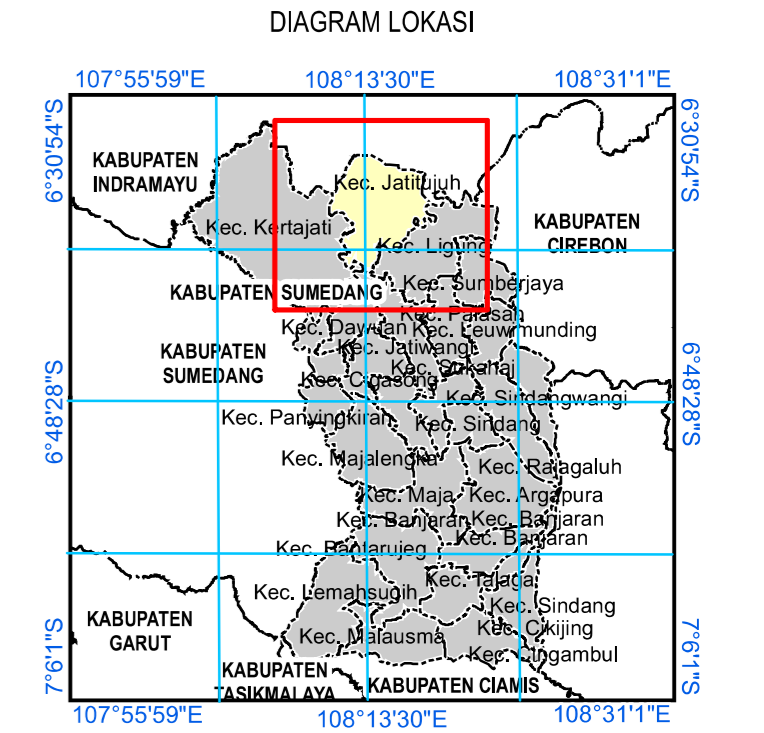 DIAGRAM LOKASI
107°55'59"E 108°13'30"E 108°31'1"E
6°30'54"S
6°30'54"S
KABUPATEN
INDRAMAYU
Kec. Jatitujuh
Kec. Kertajati
KABUPATEN
CIREBON
Kec. Ligung
Kec. Sumberjaya
KABUPATEN SUMEDANG
Kec. Palasah
Kec. Dawuan
Kec. Leuwimunding
Kec. Jatiwangi
KABUPATEN
SUMEDANG
Kec. Sukahaj
Kec. Cigasong
6°48'28"S
6°48'28"S
Kec. Sindangwangi
Kec. Panyingkiran
Kec. Sindang
Kec. Majalengka
Kec. Rajagaluh
Kec. Maja
Kec. Argapura
Kec. Banjaran
Kec. Banjaran
Kec. Banjaran
Kec. Bantarujeg
Kec. Talaga
Kec. Lemahsugih
Kec. Sindang
KABUPATEN
GARUT
Kec. Cikijing
Kec. Malausma
Kec. Cingambul
7°6'1"S
7°6'1"S
KABUPATEN
TASIKMALAYA
KABUPATEN CIAMIS
107°55'59"E 108°13'30"E 108°31'1"E